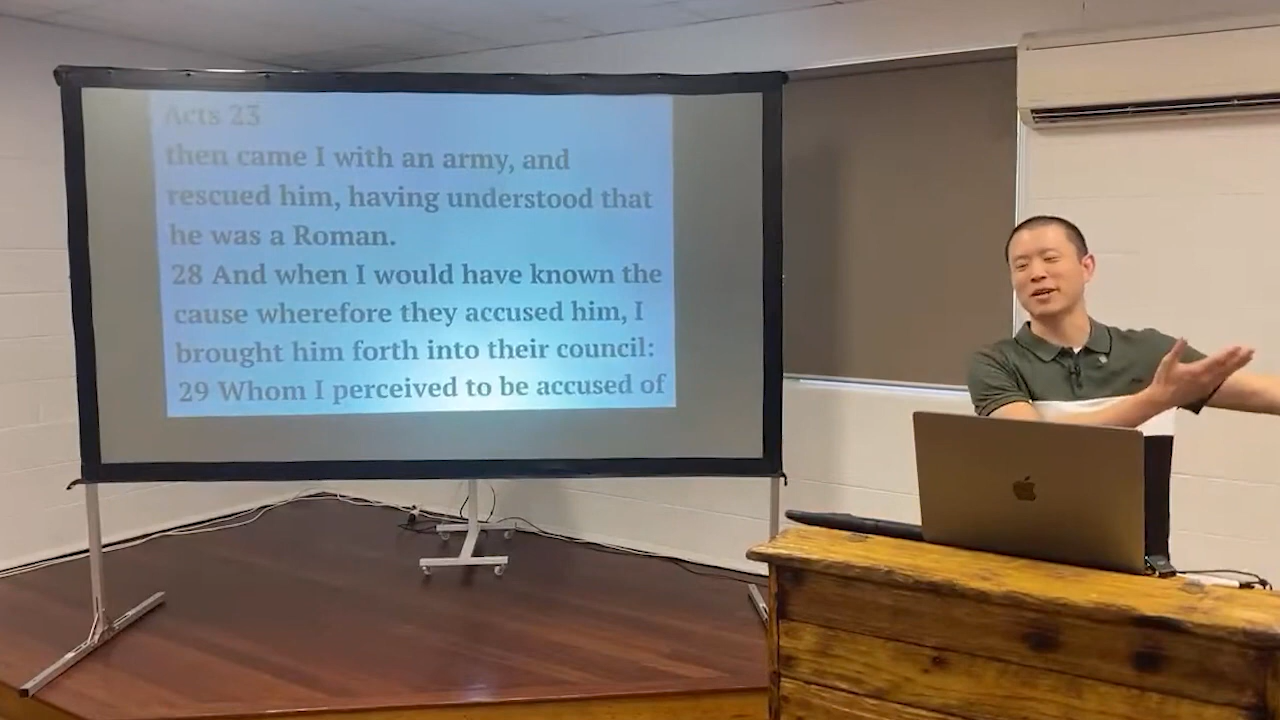 Acts 23
then came I with an army, and
rescued him, having understood that
he was a Roman.
28 And when I would have known the
cause wherefore they accused him, I
brought him forth into their council:
29 Whom I perceived to be accused of